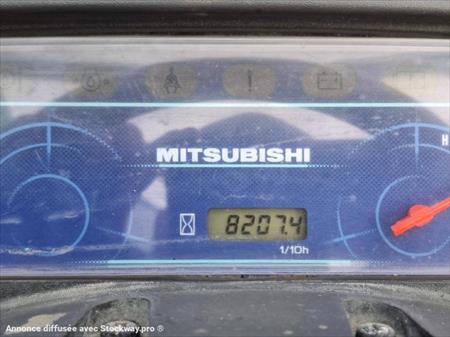 H
MITSUBISHI
8207.4
1/10h
Annonce diffusée avec Stockway.pro ®